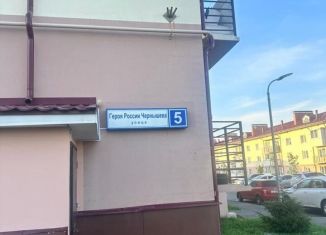 Героя России Чернышева
улица
5